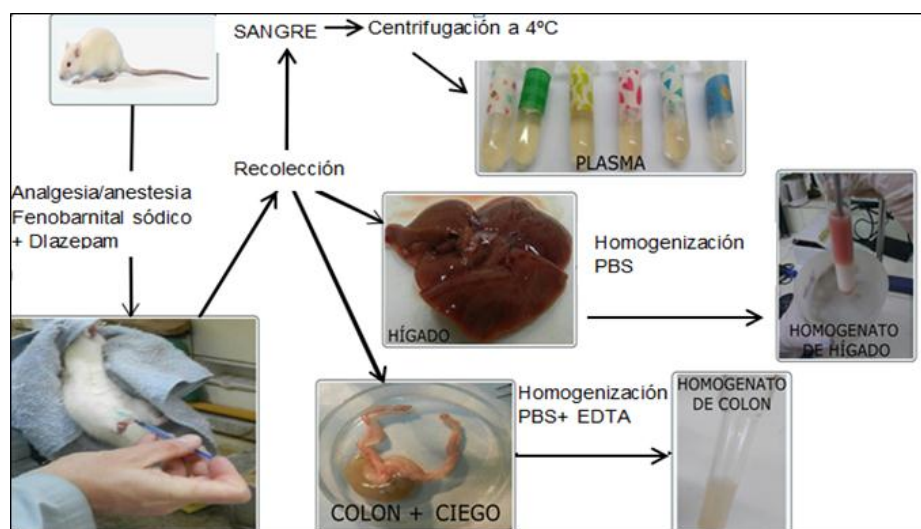 SANGRE
Centrifugación a 4ºC
PLASMA
Recolección
Analgesia/anestesia
Fenobarnital sódico
+ DIazepam
HÍGADO
Homogenización
PBS
HOMOGENATO
DE HÍGADO
COLON + CIEGO
Homogenización
PBS+ EDTA
HOMOGENATO
DE COLON